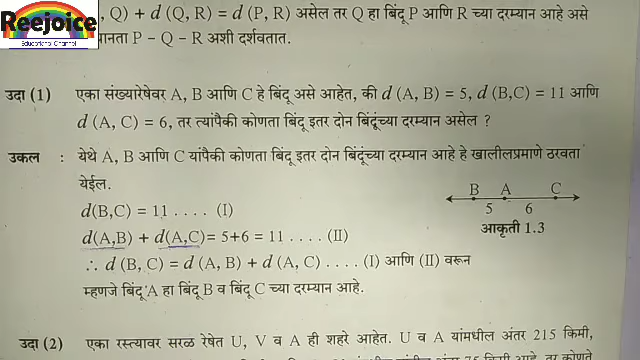 Reejoice
Educational Channel
, Q) + d (Q, R) = d (P, R) असेल तर Q हा बिंदू P आणि R च्या दरम्यान आहे असे
P - Q - R अशी दर्शवतात.
उदा (1) एका संख्यारेषेवर A, B आणि C हे बिंदू असे आहेत, की d (A, B) = 5, d (B,C) = 11 आणि
d (A, C) = 6, तर त्यांपैकी कोणता बिंदू इतर दोन बिंदूंच्या दरम्यान असेल ?
उकल : येथे A, B आणि C यांपैकी कोणता बिंदू इतर दोन बिंदूंच्या दरम्यान आहे हे खालीलप्रमाणे ठरवता
येईल.
B A C
d(B,C) = 11 . . . . (I)
5 6
d(A,B) + d(A,C)= 5+6 = 11 . . . . (II)
आकृती 1.3
∴ d (B, C) = d (A, B) + d (A, C) . . . . (I) आणि (II) वरून
म्हणजे बिंदू A हा बिंदू B व बिंदू C च्या दरम्यान आहे.
उदा (2) एका रस्त्यावर सरळ रेषेत U, V व A ही शहरे आहेत. U व A यांमधील अंतर 215 किमी,